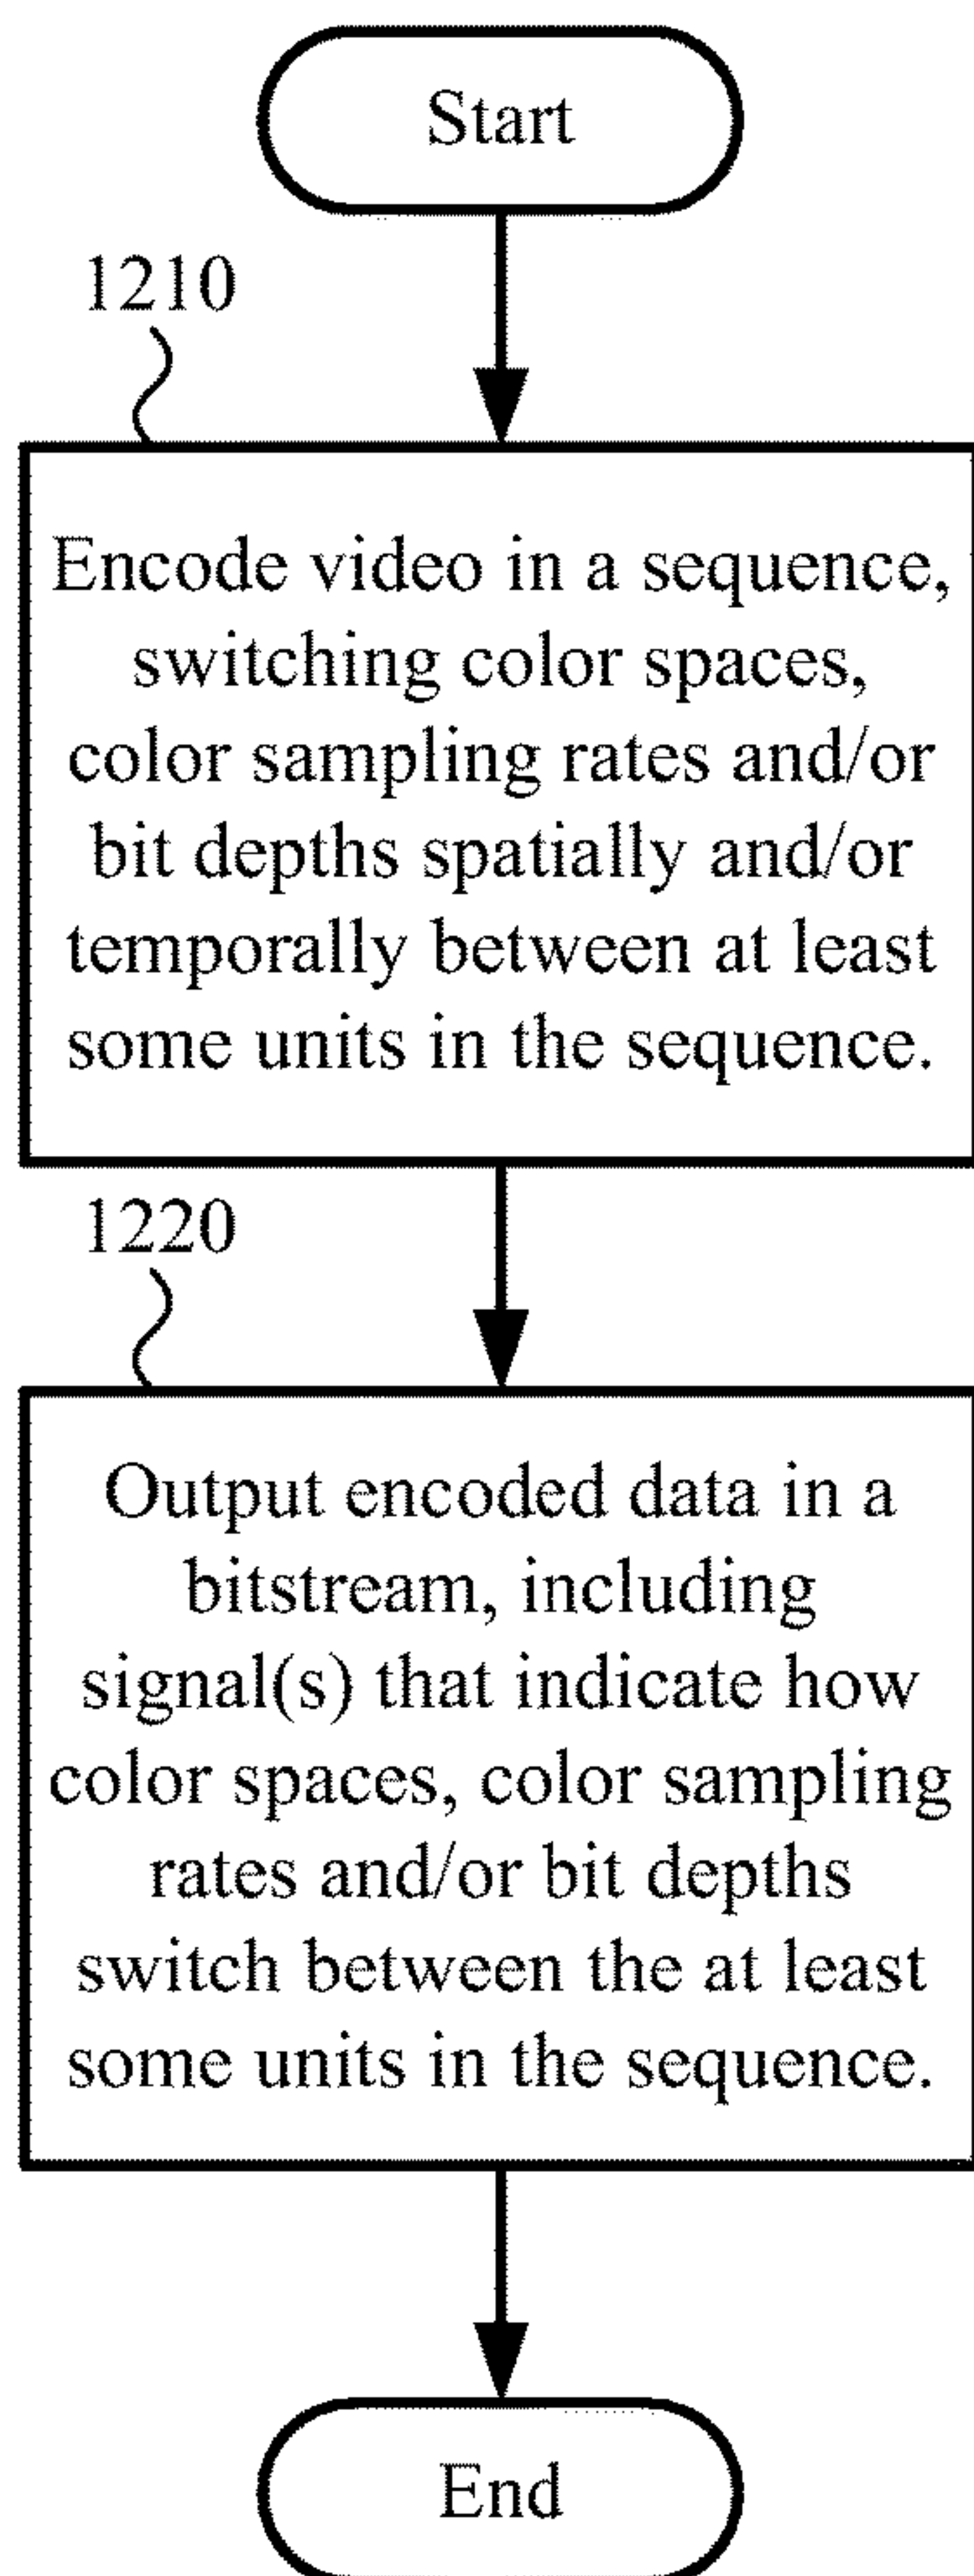 Start
1210
Encode video in a sequence,
switching color spaces,
color sampling rates and/or
bit depths spatially and/or
temporally between at least
some units in the sequence.
1220
Output encoded data in a
bitstream, including
signal(s) that indicate how
color spaces, color sampling
rates and/or bit depths
switch between the at least
some units in the sequence.
End